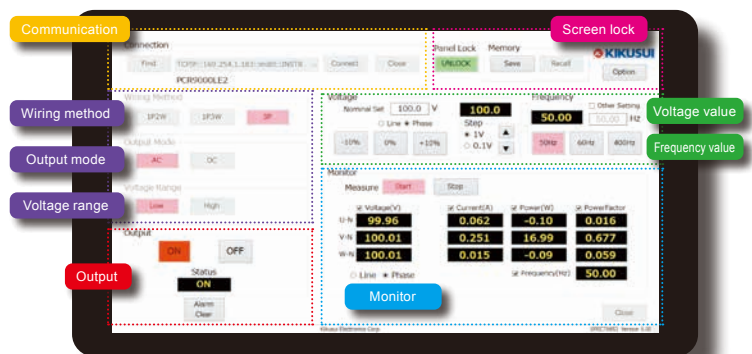 Communication
Screen lock
Connection
Find
Connect
Close
PCR9000LE2
Panel Lock
Memory
UNLOCK
Save
Recall
KIKUSUI
Option
Wiring method
Wiring Method
1P2W
1P3W
3P
Output mode
Output Mode
AC
DC
Voltage range
Voltage Range
Low
High
Output
Output
ON
OFF
Status
ON
Alarm Clear
Voltage
Nominal Set
100.0
V
Line
Phase
-10%
0%
+10%
100.0
Step
1V
0.1V
Frequency
50.00
Other Setting
50.00
Hz
50Hz
60Hz
400Hz
Voltage value
Frequency value
Monitor
Measure
Start
Stop
Voltage(V)
Current(A)
Power(W)
PowerFactor
U-N
99.96
0.062
-0.10
0.016
V-N
100.01
0.251
16.99
0.677
W-N
100.01
0.015
-0.09
0.059
Line
Phase
Frequency(Hz)
50.00
Monitor
Close
Kikusui Electronics Corp.